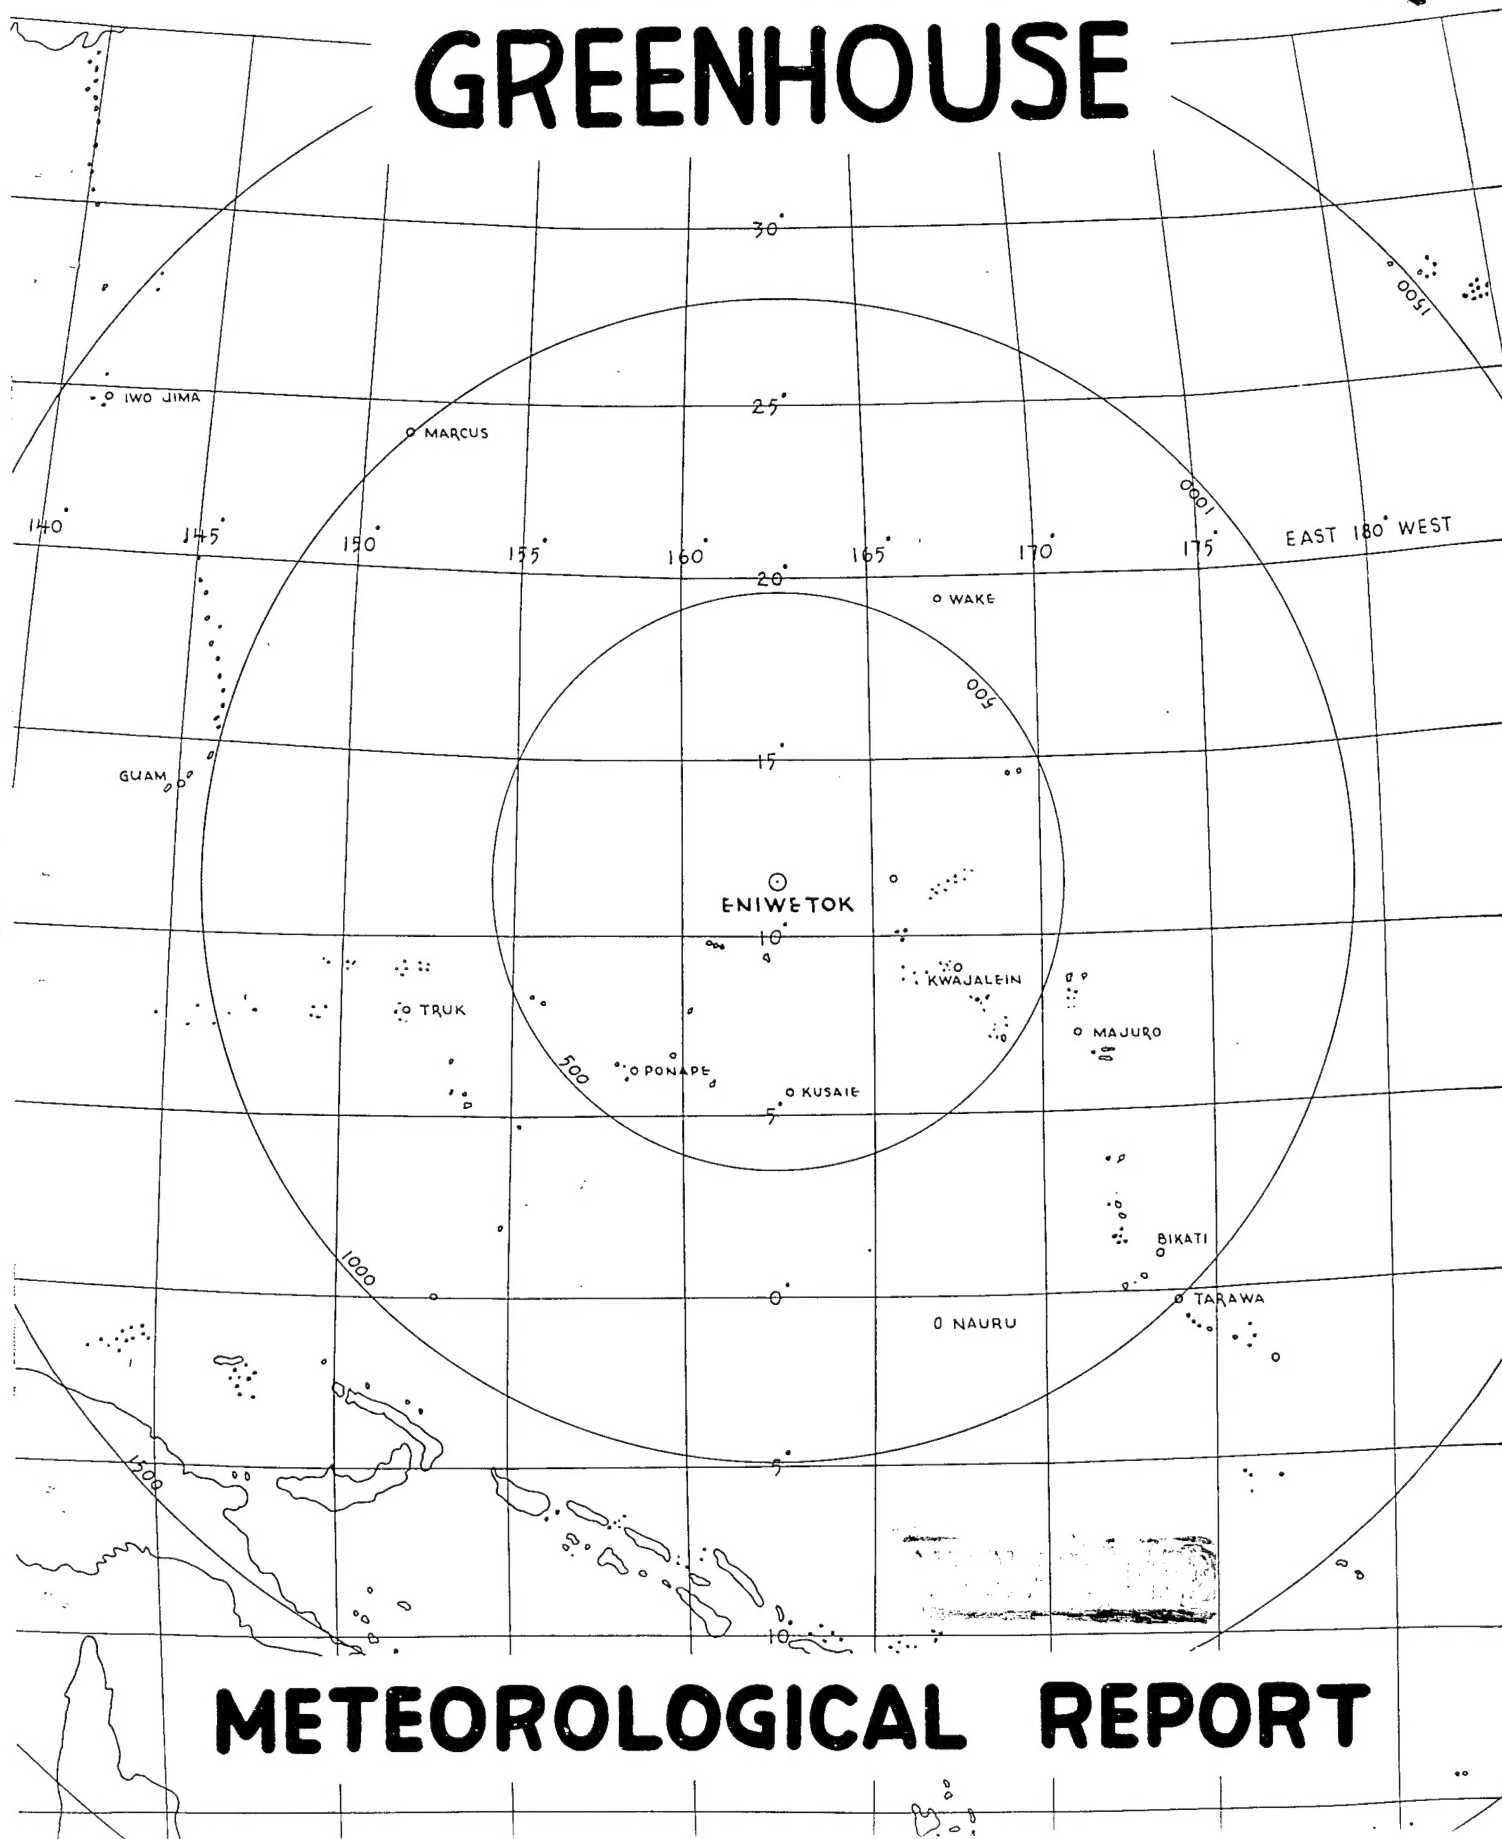 GREENHOUSE
30°
1500
25°
IWO JIMA
MARCUS
1000
140° 145° 150° 155° 160° 165° 170° 175° EAST 180° WEST
20°
WAKE
500
15°
GUAM
ENIWETOK
10°
KWAJALEIN
TRUK
MAJURO
500
PONAPE
KUSAIE
5°
BIKATI
1000
0°
TARAWA
NAURU
1500
5°
10°
METEOROLOGICAL REPORT